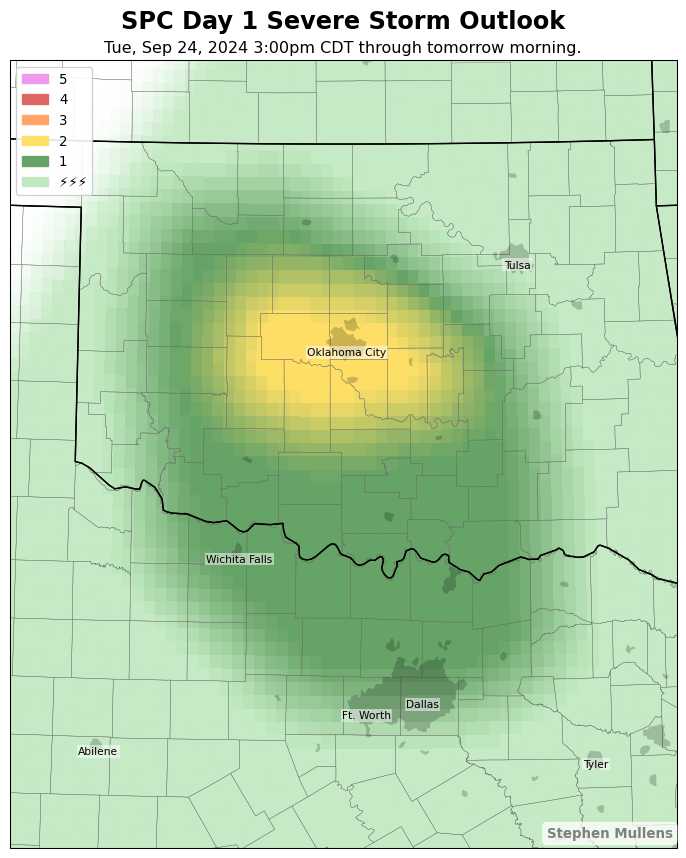 SPC Day 1 Severe Storm Outlook
Tue, Sep 24, 2024 3:00pm CDT through tomorrow morning.
5
4
3
2
1
⚡⚡⚡
Tulsa
Oklahoma City
Wichita Falls
Dallas
Ft. Worth
Abilene
Tyler
Stephen Mullens